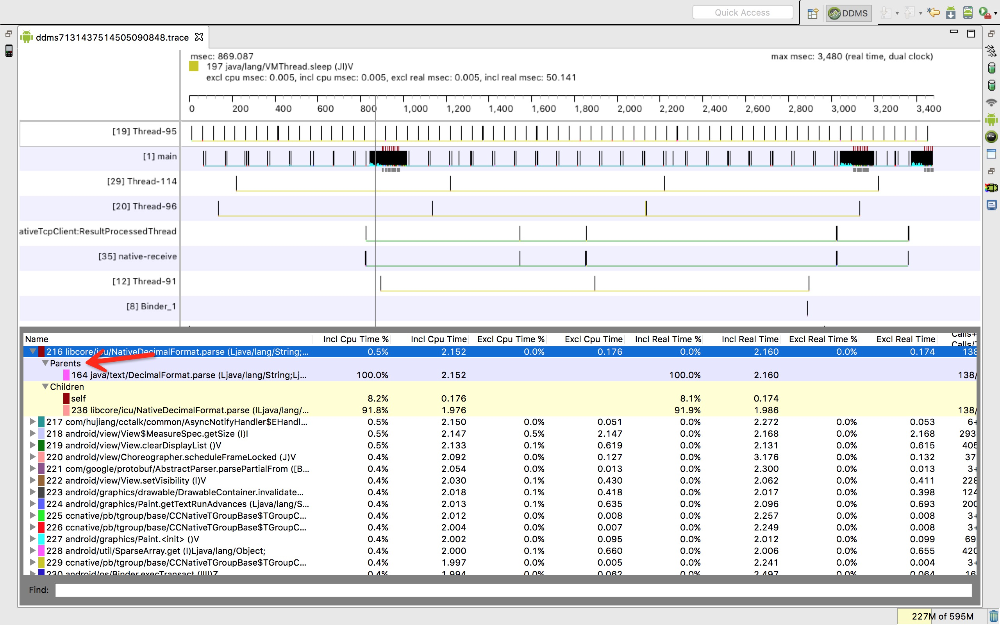 Quick Access
DDMS
ddms7131437514505090848.trace
msec: 869.087
max msec: 3,480 (real time, dual clock)
197 java/lang/VMThread.sleep (JI)V
excl cpu msec: 0.005, incl cpu msec: 0.005, excl real msec: 0.005, incl real msec: 50.141
0 200 400 600 800 1,000 1,200 1,400 1,600 1,800 2,000 2,200 2,400 2,600 2,800 3,000 3,200 3,400
[19] Thread-95
[1] main
[29] Thread-114
[20] Thread-96
ativeTcpClient:ResultProcessedThread
[35] native-receive
[12] Thread-91
[8] Binder_1
Name Incl Cpu Time % Incl Cpu Time Excl Cpu Time % Excl Cpu Time Incl Real Time % Incl Real Time Excl Real Time % Excl Real Time Calls+
216 libcore/icu/NativeDecimalFormat.parse (Ljava/lang/String;... 0.5% 2.152 0.0% 0.176 0.0% 2.160 0.0% 0.174 138
Parents
164 java/text/DecimalFormat.parse (Ljava/lang/String;Lj... 100.0% 2.152 100.0% 2.160 138/
Children
self 8.2% 0.176 8.1% 0.174
236 libcore/icu/NativeDecimalFormat.parse (ILjava/lang/... 91.8% 1.976 91.9% 1.986 138/
217 com/hujiang/cctalk/common/AsyncNotifyHandler$EHandl... 0.5% 2.150 0.0% 0.051 0.0% 2.272 0.0% 0.053 6+
218 android/view/View$MeasureSpec.getSize (I)I 0.5% 2.147 0.5% 2.147 0.0% 2.168 0.0% 2.168 293
219 android/view/View.clearDisplayList ()V 0.5% 2.133 0.1% 0.619 0.0% 2.131 0.0% 0.615 405
220 android/view/Choreographer.scheduleFrameLocked (J)V 0.4% 2.092 0.0% 0.127 0.0% 3.176 0.0% 0.132 37
221 com/google/protobuf/AbstractParser.parsePartialFrom ([B... 0.4% 2.054 0.0% 0.013 0.0% 2.300 0.0% 0.013 3+
222 android/view/View.setVisibility (I)V 0.4% 2.030 0.1% 0.430 0.0% 2.062 0.0% 0.411 228
223 android/graphics/drawable/DrawableContainer.invalidate... 0.4% 2.018 0.1% 0.418 0.0% 2.017 0.0% 0.398 124
224 android/graphics/Paint.getTextRunAdvances (Ljava/lang/S... 0.4% 2.013 0.1% 0.635 0.0% 2.096 0.0% 0.693 200
225 ccnative/pb/tgroup/base/CCNativeTGroupBase$TGroupC... 0.4% 2.012 0.0% 0.008 0.0% 2.257 0.0% 0.008 3+
226 ccnative/pb/tgroup/base/CCNativeTGroupBase$TGroupC... 0.4% 2.004 0.0% 0.007 0.0% 2.249 0.0% 0.008 3+
227 android/graphics/Paint.<init> ()V 0.4% 2.002 0.0% 0.095 0.0% 2.012 0.0% 0.099 69
228 android/util/SparseArray.get (I)Ljava/lang/Object; 0.4% 2.000 0.1% 0.660 0.0% 2.006 0.0% 0.655 420
229 ccnative/pb/tgroup/base/CCNativeTGroupBase$TGroupC... 0.4% 1.997 0.0% 0.005 0.0% 2.241 0.0% 0.004 3+
230 android/os/Binder.execTransact (IIII)Z 0.4% 1.994 0.0% 0.062 0.0% 2.497 0.0% 0.064 16
Find:
227M of 595M